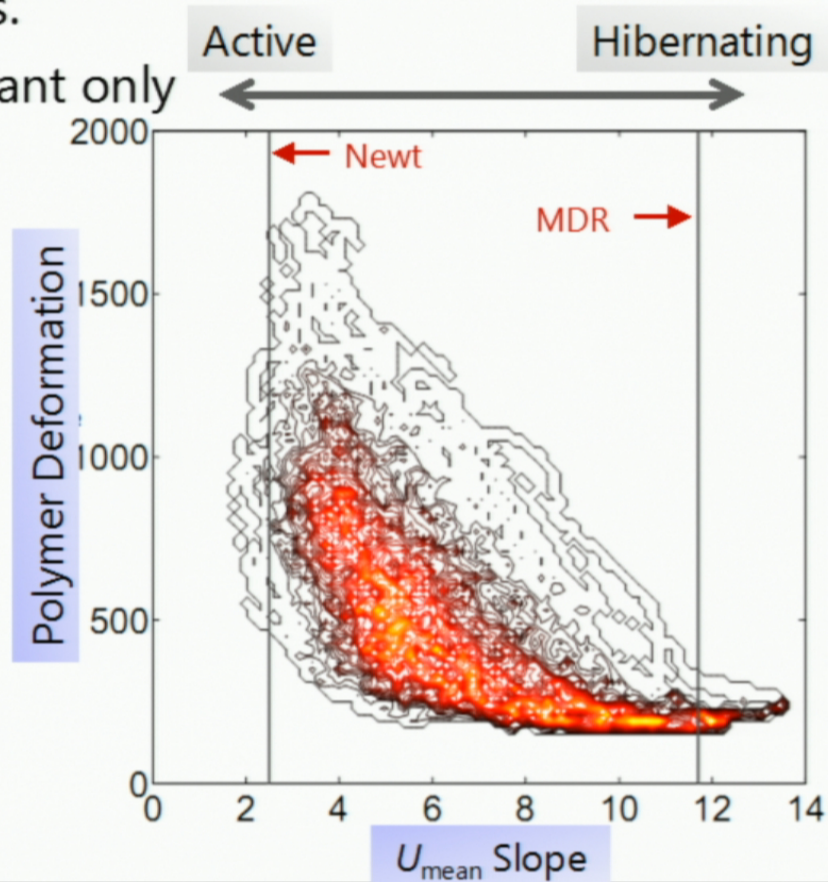 s.
Active Hibernating
ant only
2000
Newt
MDR
1500
1000
500
0
Polymer Deformation
0 2 4 6 8 10 12 14
Umean Slope